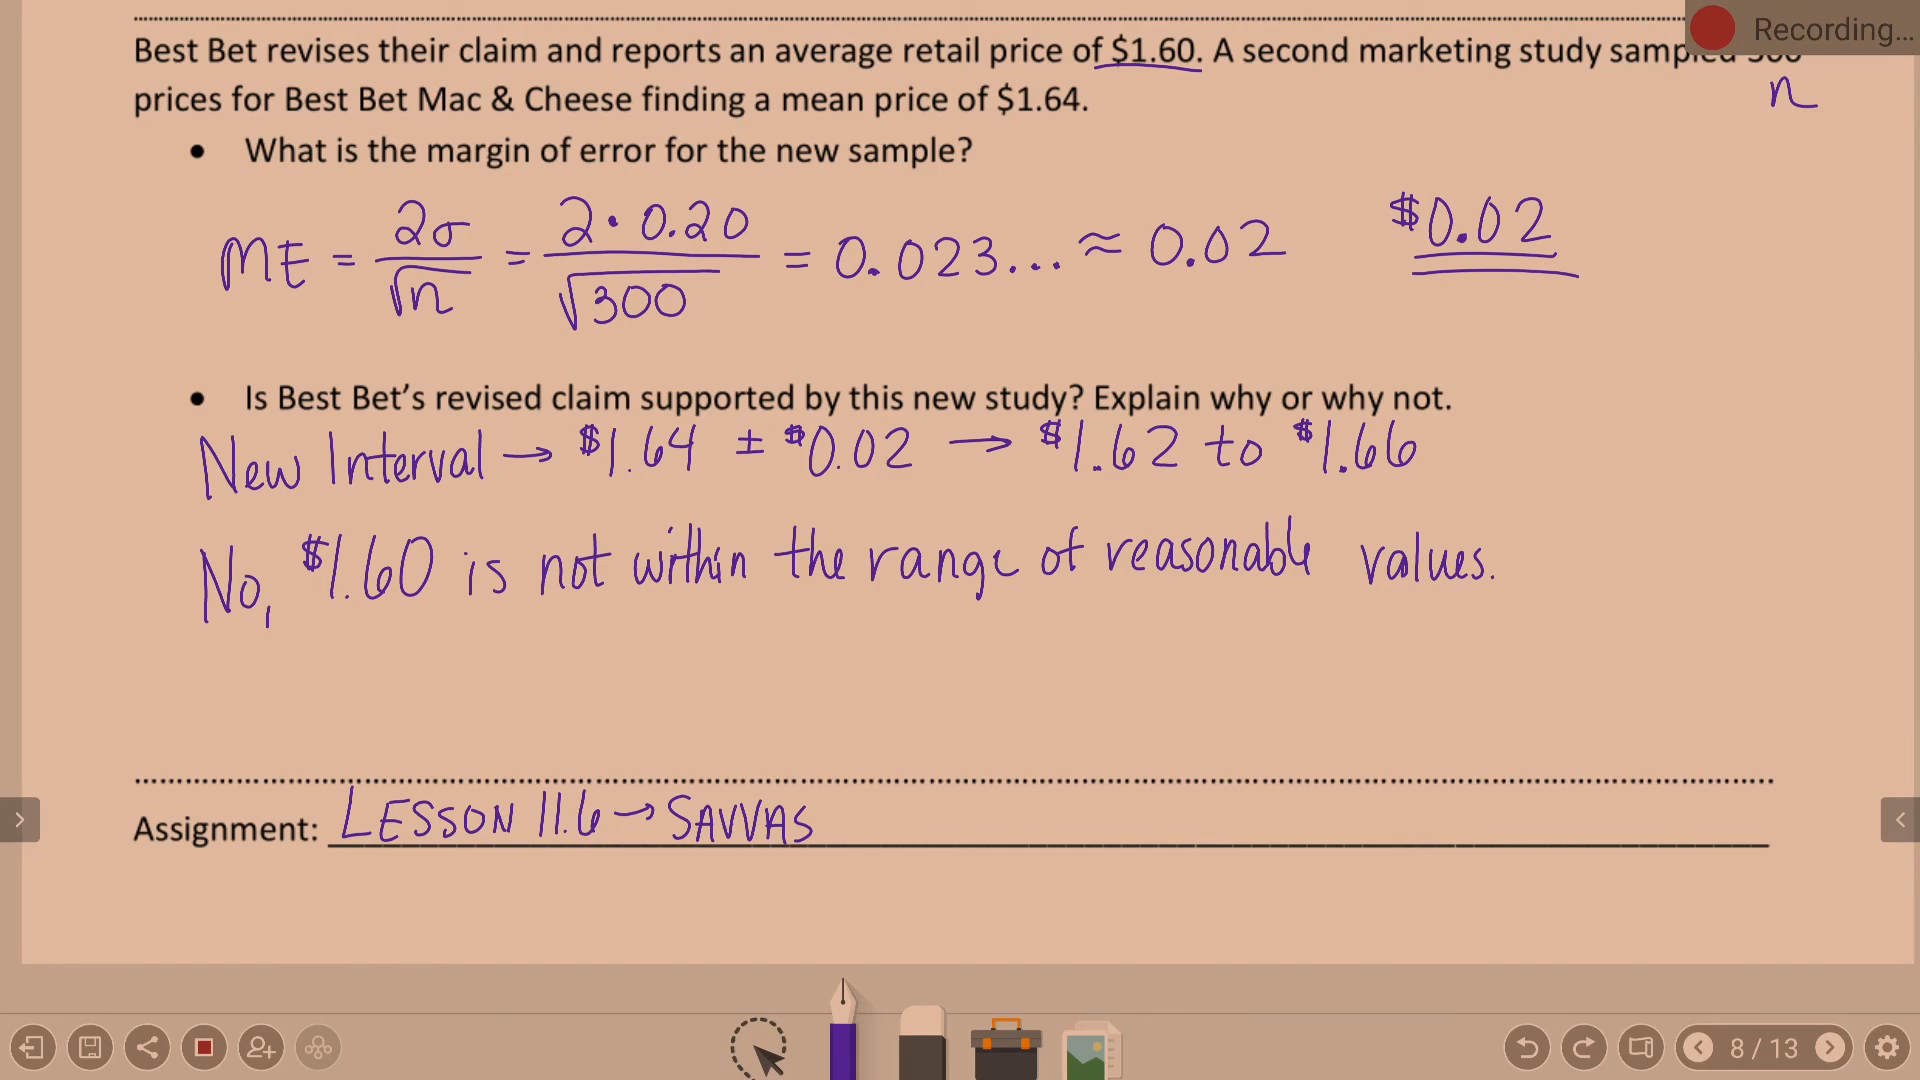 Recording...
Best Bet revises their claim and reports an average retail price of $1.60. A second marketing study sampled 300
n
prices for Best Bet Mac & Cheese finding a mean price of $1.64.
• What is the margin of error for the new sample?
ME = 2σ/√n = 2 · 0.20/√300 = 0.023... ≈ 0.02 $0.02
• Is Best Bet’s revised claim supported by this new study? Explain why or why not.
New Interval → $1.64 ± $0.02 → $1.62 to $1.66
No, $1.60 is not within the range of reasonable values.
Assignment: LESSON 11.6 → SAVVAS
8 / 13